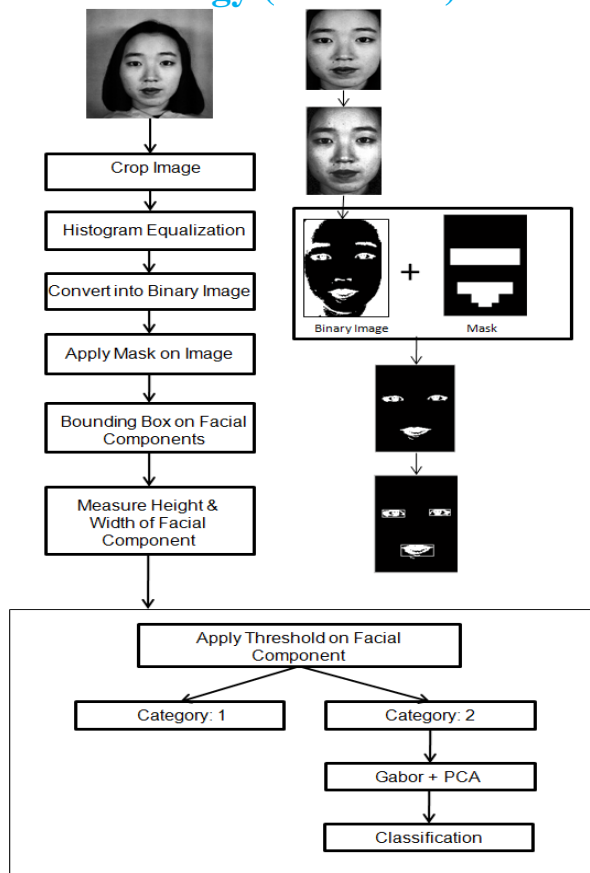 Crop Image
Histogram Equalization
Convert into Binary Image
Apply Mask on Image
Bounding Box on Facial
Components
Measure Height &
Width of Facial
Component
+
Binary Image
Mask
Apply Threshold on Facial
Component
Category: 1
Category: 2
Gabor + PCA
Classification